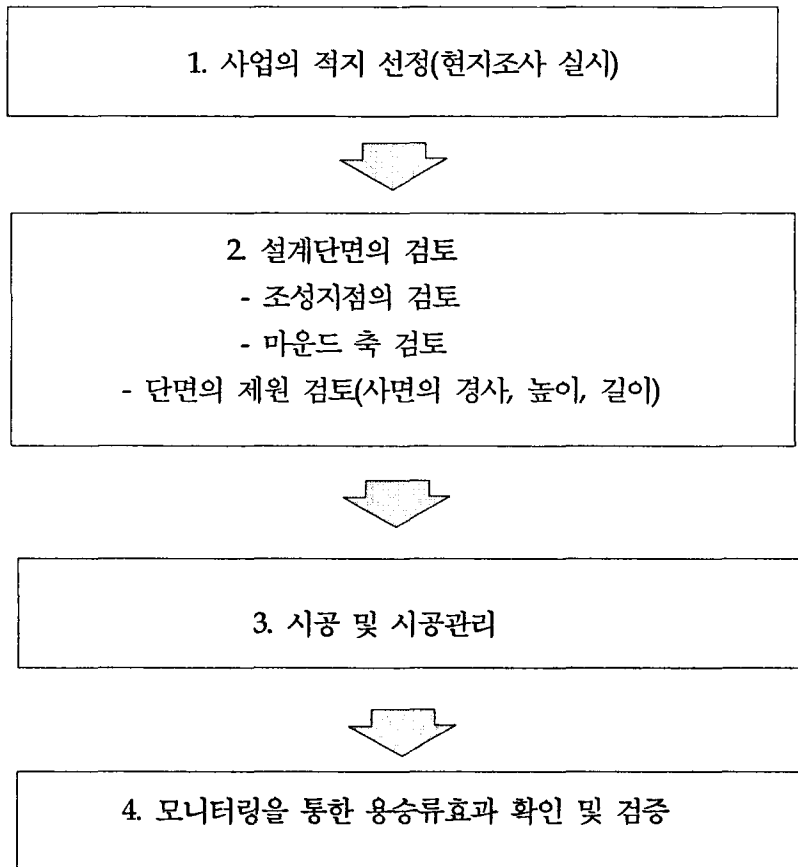 1. 사업의 적지 선정(현지조사 실시)
2. 설계단면의 검토
- 조성지점의 검토
- 마운드 축 검토
- 단면의 제원 검토(사면의 경사, 높이, 길이)
3. 시공 및 시공관리
4. 모니터링을 통한 용승류효과 확인 및 검증